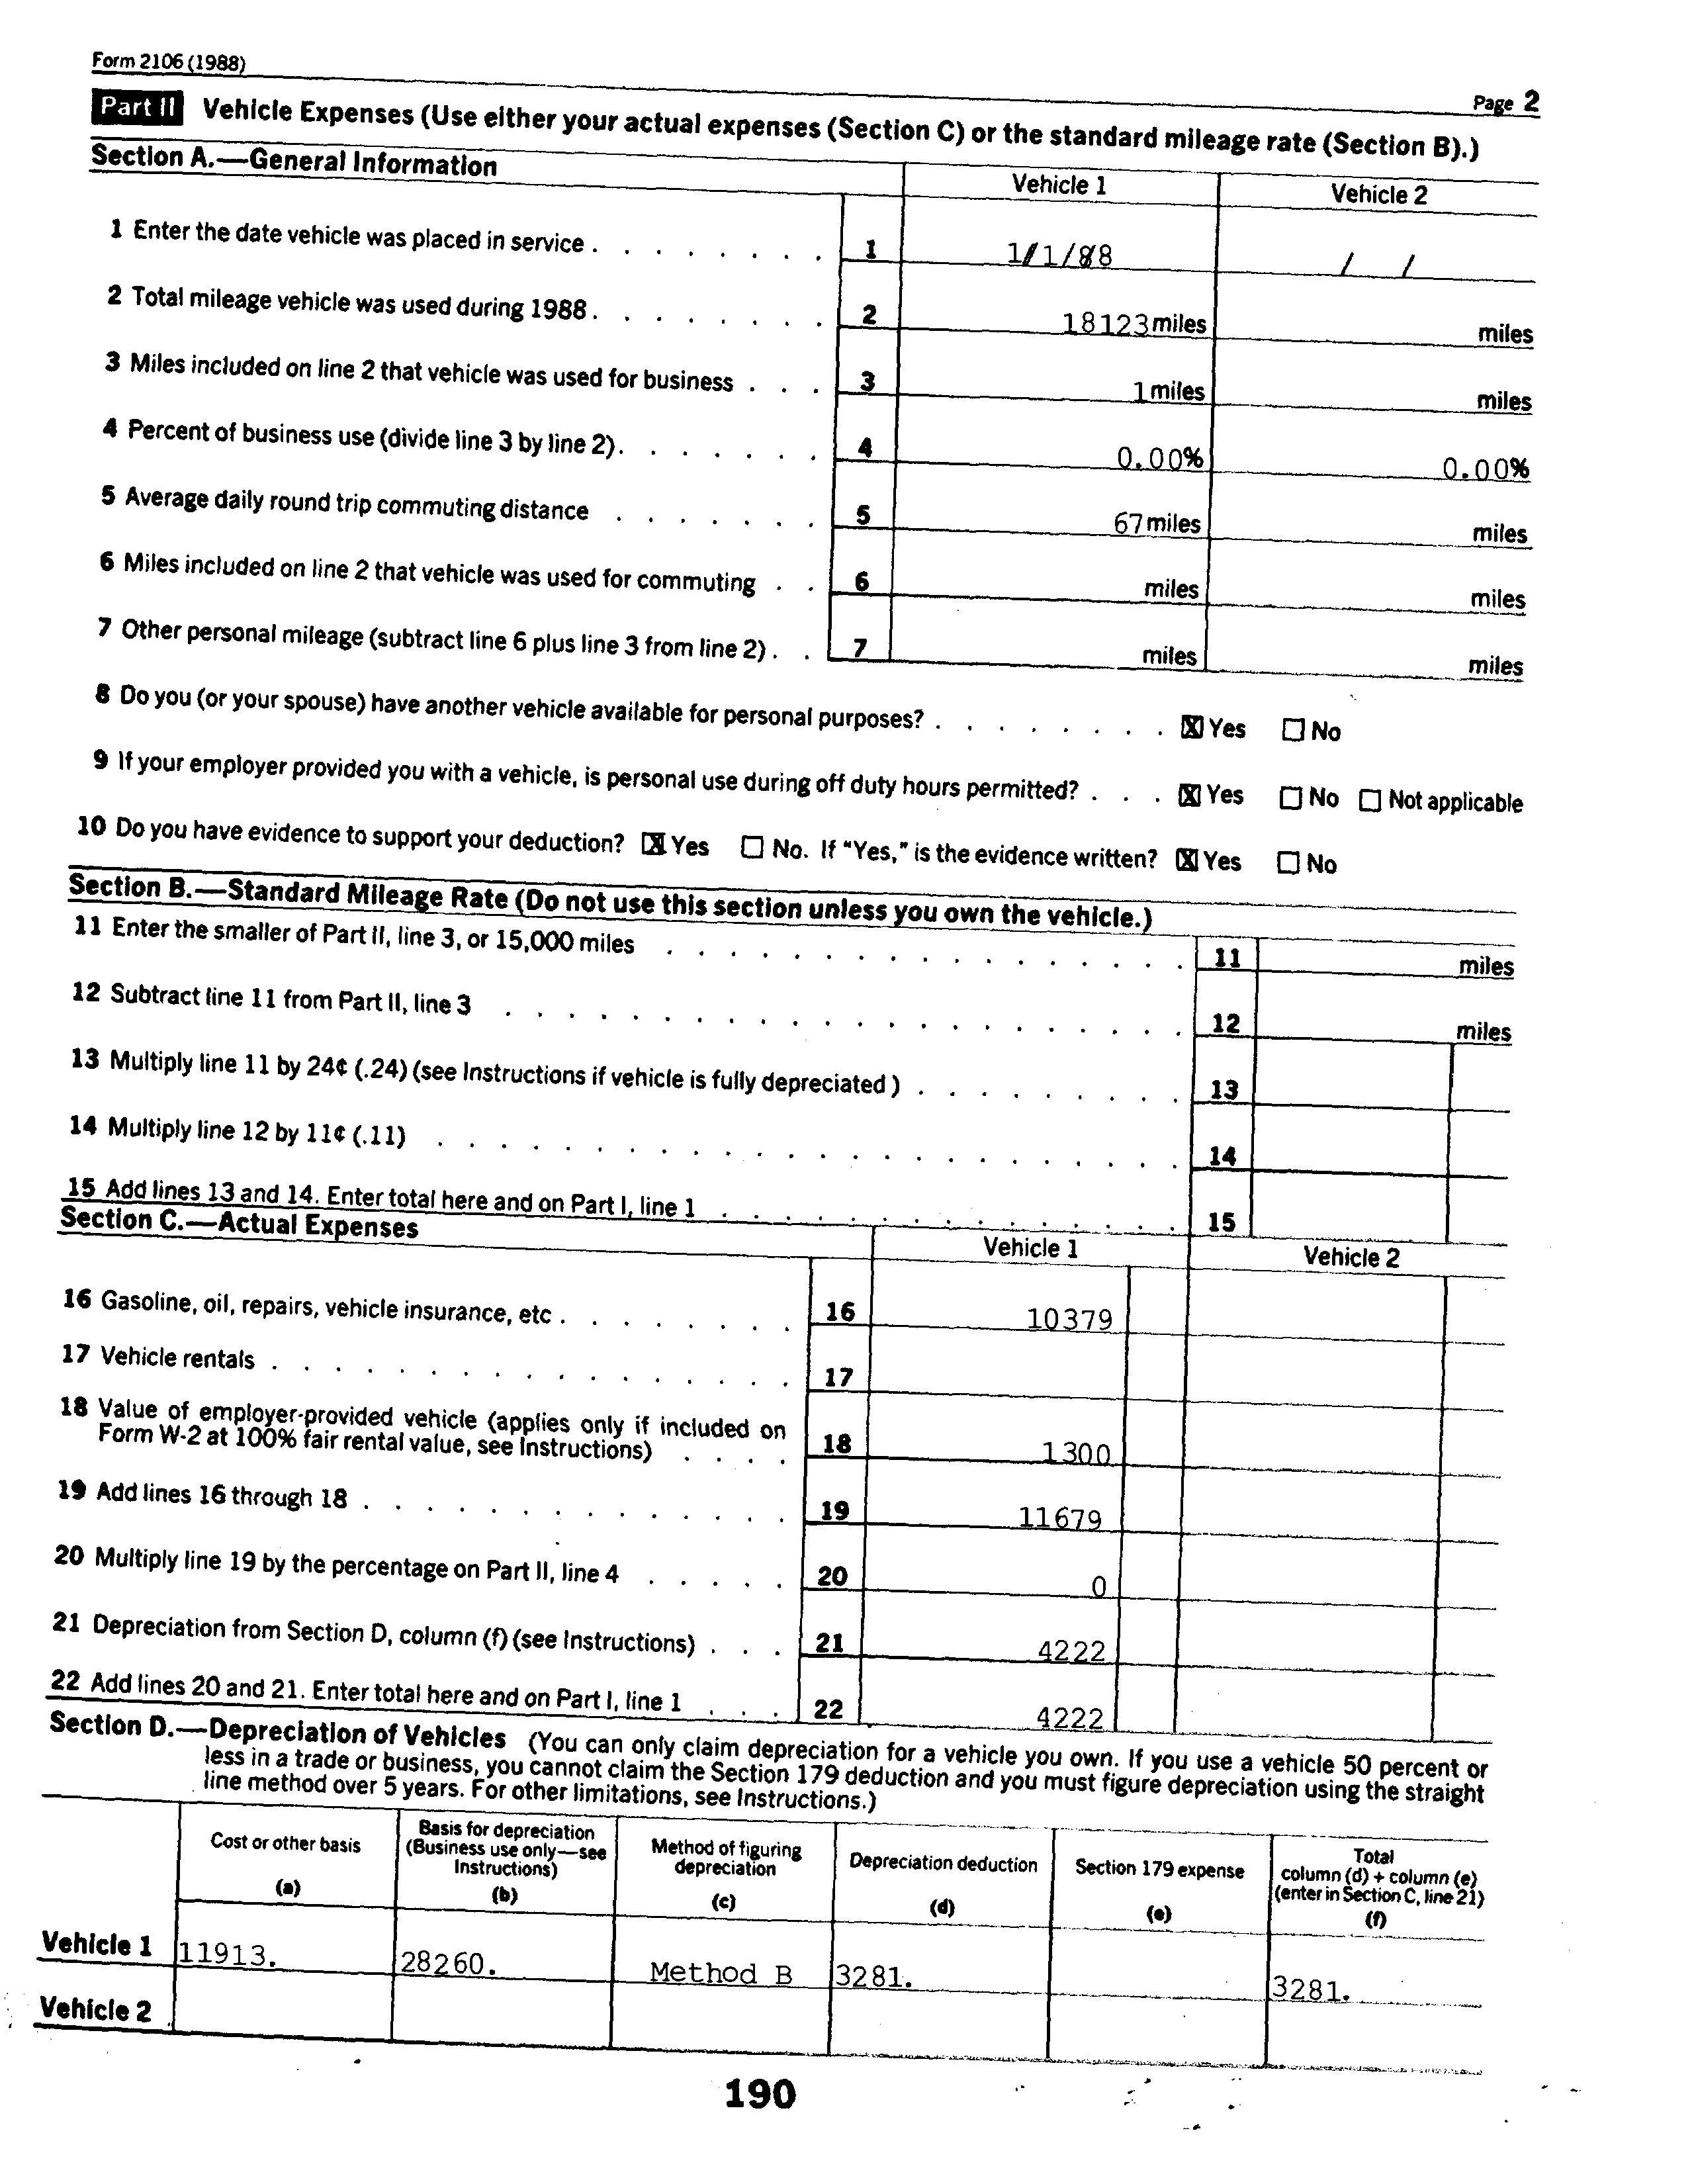 Form 2106 (1988)
Page 2
Part II Vehicle Expenses (Use either your actual expenses (Section C) or the standard mileage rate (Section B).)
Section A.—General Information
Vehicle 1 Vehicle 2
1 Enter the date vehicle was placed in service . . . . . . . . 1 1/1/88 / /
2 Total mileage vehicle was used during 1988 . . . . . . . . 2 18123 miles miles
3 Miles included on line 2 that vehicle was used for business . . . 3 1 miles miles
4 Percent of business use (divide line 3 by line 2) . . . . . . . 4 0.00% 0.00%
5 Average daily round trip commuting distance . . . . . . . 5 67 miles miles
6 Miles included on line 2 that vehicle was used for commuting . . 6 miles miles
7 Other personal mileage (subtract line 6 plus line 3 from line 2) . . 7 miles miles
8 Do you (or your spouse) have another vehicle available for personal purposes? . . . . . . . . ☒ Yes ☐ No
9 If your employer provided you with a vehicle, is personal use during off duty hours permitted? . . . ☒ Yes ☐ No ☐ Not applicable
10 Do you have evidence to support your deduction? ☒ Yes ☐ No. If "Yes," is the evidence written? ☒ Yes ☐ No
Section B.—Standard Mileage Rate (Do not use this section unless you own the vehicle.)
11 Enter the smaller of Part II, line 3, or 15,000 miles . . . . . . . . . . . . . . . . . 11 miles
12 Subtract line 11 from Part II, line 3 . . . . . . . . . . . . . . . . . . . . . . 12 miles
13 Multiply line 11 by 24¢ (.24) (see Instructions if vehicle is fully depreciated ) . . . . . . . . . 13
14 Multiply line 12 by 11¢ (.11) . . . . . . . . . . . . . . . . . . . . . . . . 14
15 Add lines 13 and 14. Enter total here and on Part I, line 1 . . . . . . . . . . . . . . . 15
Section C.—Actual Expenses
Vehicle 1 Vehicle 2
16 Gasoline, oil, repairs, vehicle insurance, etc . . . . . . . . 16 10379
17 Vehicle rentals . . . . . . . . . . . . . . . . . 17
18 Value of employer-provided vehicle (applies only if included on
Form W-2 at 100% fair rental value, see Instructions) . . . . 18 1300
19 Add lines 16 through 18 . . . . . . . . . . . . . . 19 11679
20 Multiply line 19 by the percentage on Part II, line 4 . . . . . 20 0
21 Depreciation from Section D, column (f) (see Instructions) . . . 21 4222
22 Add lines 20 and 21. Enter total here and on Part I, line 1 . . . 22 4222
Section D.—Depreciation of Vehicles (You can only claim depreciation for a vehicle you own. If you use a vehicle 50 percent or
less in a trade or business, you cannot claim the Section 179 deduction and you must figure depreciation using the straight
line method over 5 years. For other limitations, see Instructions.)
Cost or other basis
(a)
Basis for depreciation
(Business use only—see
Instructions)
(b)
Method of figuring
depreciation
(c)
Depreciation deduction
(d)
Section 179 expense
(e)
Total
column (d) + column (e)
(enter in Section C, line 21)
(f)
Vehicle 1 11913. 28260. Method B 3281. 3281.
Vehicle 2
190